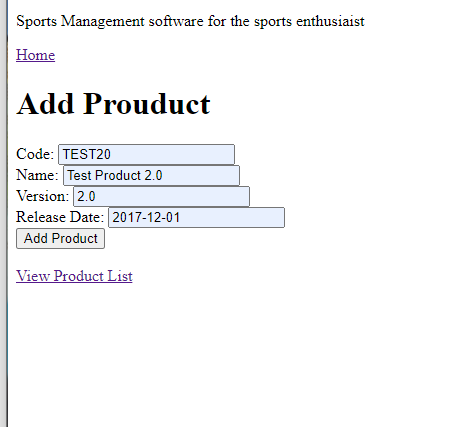 Sports Management software for the sports enthusiaist
Home
Add Prouduct
Code: TEST20
Name: Test Product 2.0
Version: 2.0
Release Date: 2017-12-01
Add Product
View Product List